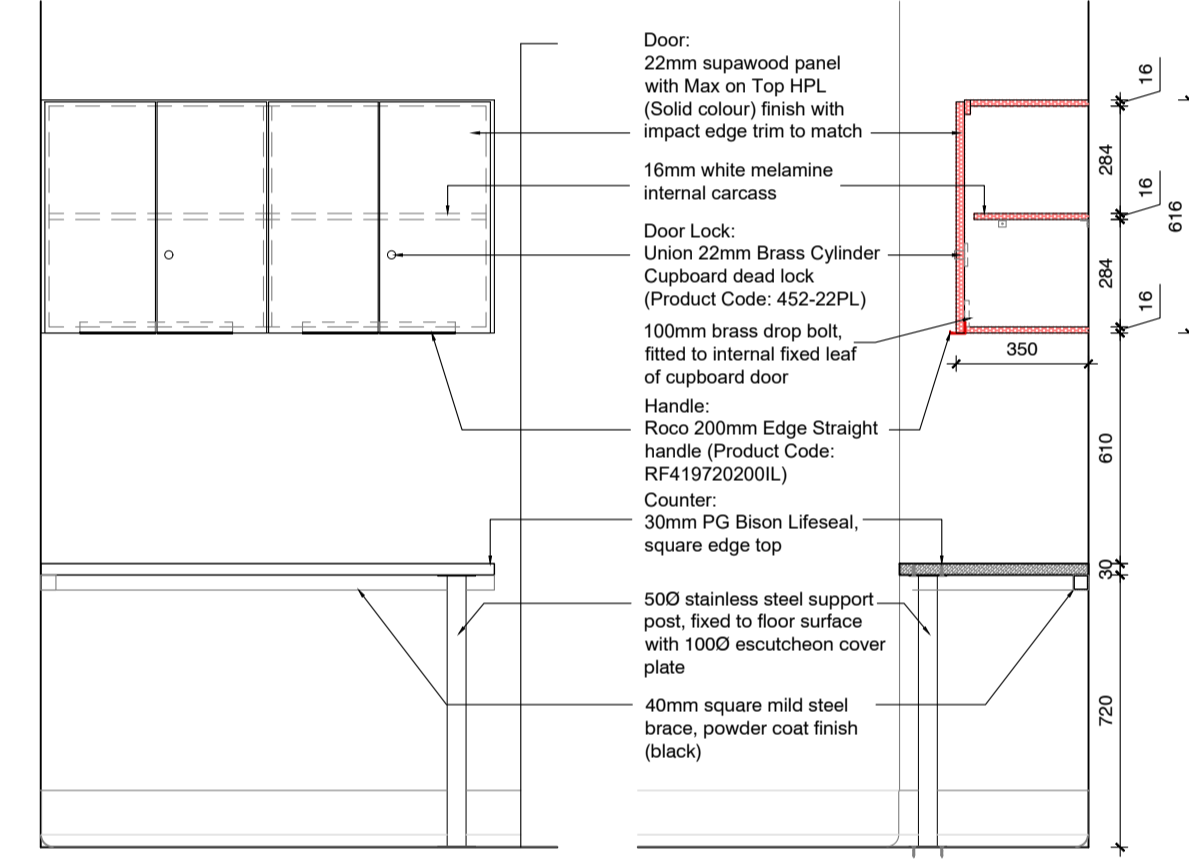 Door:
22mm supawood panel
with Max on Top HPL
(Solid colour) finish with
impact edge trim to match
16mm white melamine
internal carcass
Door Lock:
Union 22mm Brass Cylinder
Cupboard dead lock
(Product Code: 452-22PL)
100mm brass drop bolt,
fitted to internal fixed leaf
of cupboard door
Handle:
Roco 200mm Edge Straight
handle (Product Code:
RF419720200IL)
Counter:
30mm PG Bison Lifeseal,
square edge top
50Ø stainless steel support
post, fixed to floor surface
with 100Ø escutcheon cover
plate
40mm square mild steel
brace, powder coat finish
(black)
16
284
16
616
284
16
350
610
30
720